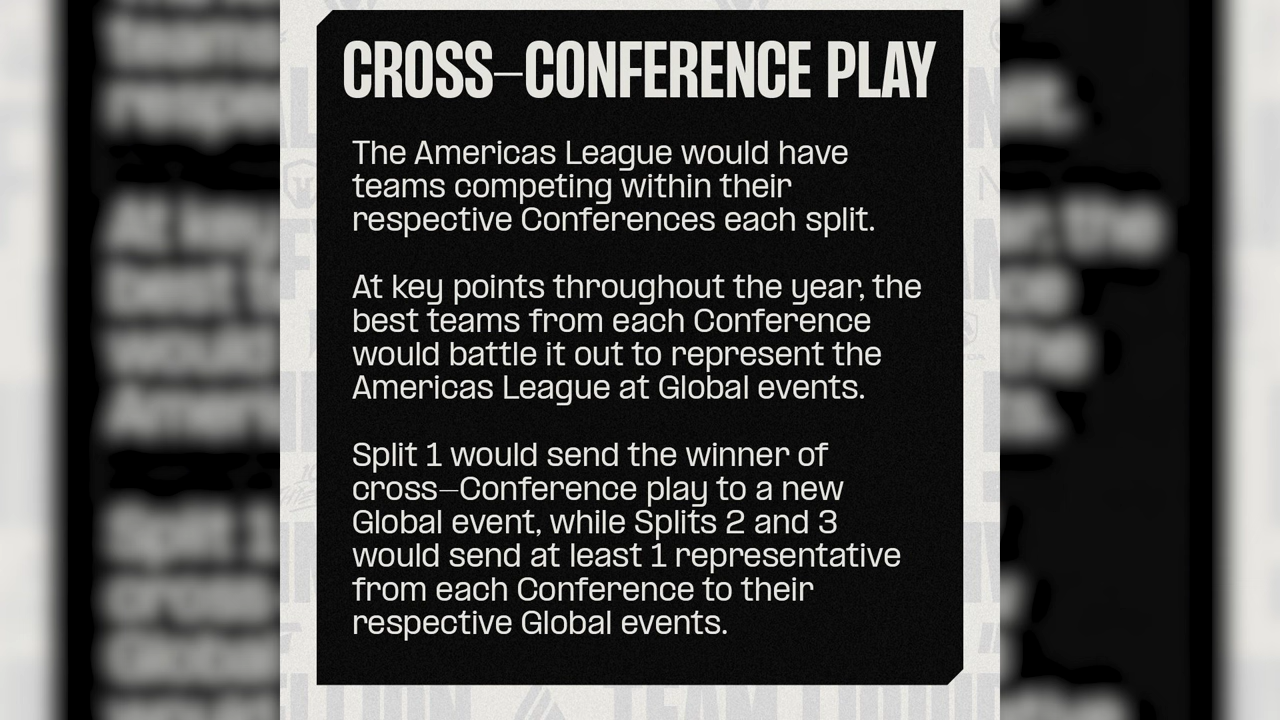 CROSS–CONFERENCE PLAY
The Americas League would have
teams competing within their
respective Conferences each split.
At key points throughout the year, the
best teams from each Conference
would battle it out to represent the
Americas League at Global events.
Split 1 would send the winner of
cross–Conference play to a new
Global event, while Splits 2 and 3
would send at least 1 representative
from each Conference to their
respective Global events.